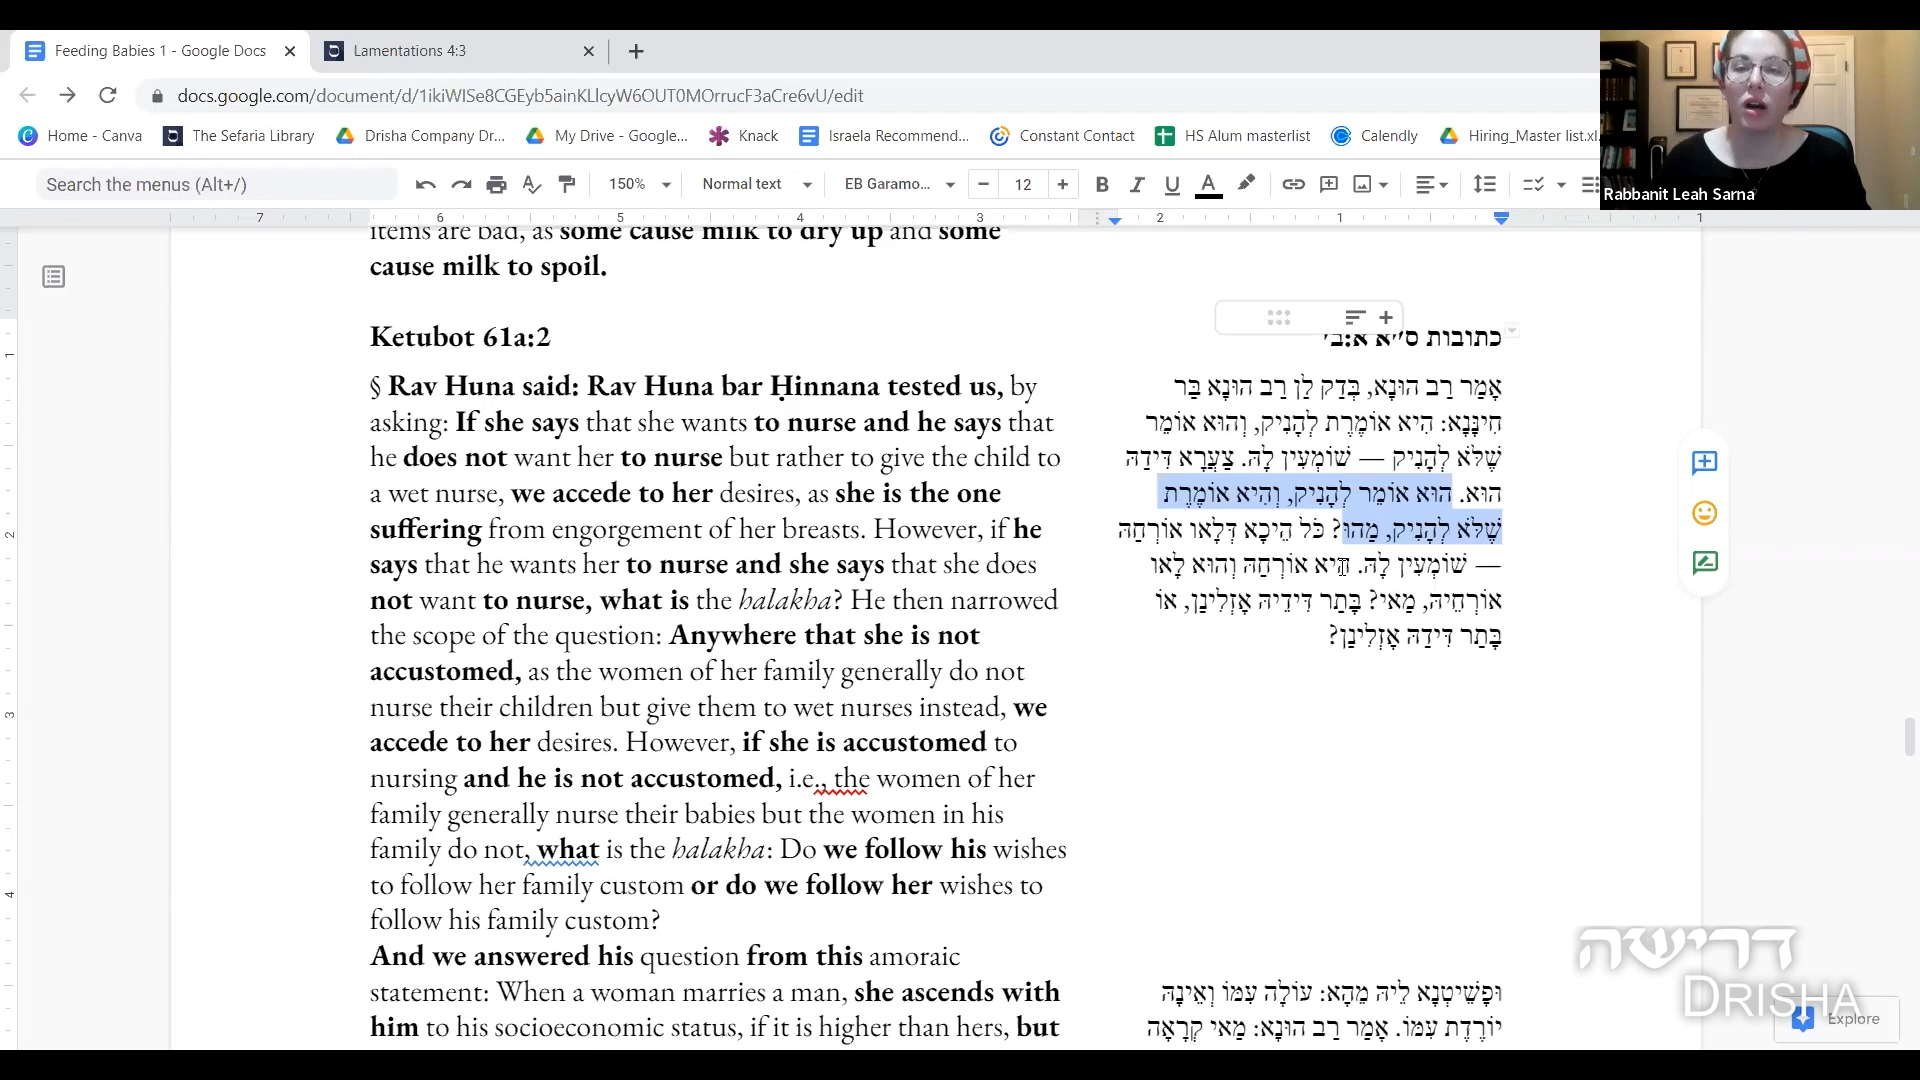 Feeding Babies 1 - Google Docs
Lamentations 4:3
docs.google.com/document/d/1ikiWlSe8CGEyb5ainKLlcyW6OUT0MOrrucF3aCre6vU/edit
Home - Canva
The Sefaria Library
Drisha Company Dr...
My Drive - Google...
Knack
Israela Recommend...
Constant Contact
HS Alum masterlist
Calendly
Hiring_Master list.xl
Search the menus (Alt+/)
150%
Normal text
EB Garamo...
12
Rabbanit Leah Sarna
7 6 5 4 3 2 1 1
items are bad, as some cause milk to dry up and some
cause milk to spoil.
Ketubot 61a:2
§ Rav Huna said: Rav Huna bar Ḥinnana tested us, by
asking: If she says that she wants to nurse and he says that
he does not want her to nurse but rather to give the child to
a wet nurse, we accede to her desires, as she is the one
suffering from engorgement of her breasts. However, if he
says that he wants her to nurse and she says that she does
not want to nurse, what is the halakha? He then narrowed
the scope of the question: Anywhere that she is not
accustomed, as the women of her family generally do not
nurse their children but give them to wet nurses instead, we
accede to her desires. However, if she is accustomed to
nursing and he is not accustomed, i.e., the women of her
family generally nurse their babies but the women in his
family do not, what is the halakha: Do we follow his wishes
to follow her family custom or do we follow her wishes to
follow his family custom?
And we answered his question from this amoraic
statement: When a woman marries a man, she ascends with
him to his socioeconomic status, if it is higher than hers, but
כתובות ס״א א:ב׳
אָמַר רַב הוּנָא, בְּדַק לַן רַב הוּנָא בַּר
חִינָּנָא: הִיא אוֹמֶרֶת לְהָנִיק, וְהוּא אוֹמֵר
שֶׁלֹּא לְהָנִיק — שׁוֹמְעִין לָהּ. צַעֲרָא דִּידַהּ
הוּא. הוּא אוֹמֵר לְהָנִיק, וְהִיא אוֹמֶרֶת
שֶׁלֹּא לְהָנִיק, מַהוּ? כֹּל הֵיכָא דְּלָאו אוֹרְחַהּ
— שׁוֹמְעִין לָהּ. הִיא אוֹרְחַהּ וְהוּא לָאו
אוֹרְחֵיהּ, מַאי? בָּתַר דִּידֵיהּ אָזְלִינַן, אוֹ
בָּתַר דִּידַהּ אָזְלִינַן?
וּפָשֵׁיטְנָא לֵיהּ מֵהָא: עוֹלָה עִמּוֹ וְאֵינָהּ
יוֹרֶדֶת עִמּוֹ. אָמַר רַב הוּנָא: מַאי קְרָאָה
1
2
3
4
דרישה
DRISHA
Explore